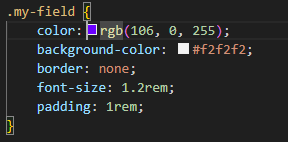 .my-field {
    color: rgb(106, 0, 255);
    background-color: #f2f2f2;
    border: none;
    font-size: 1.2rem;
    padding: 1rem;
}